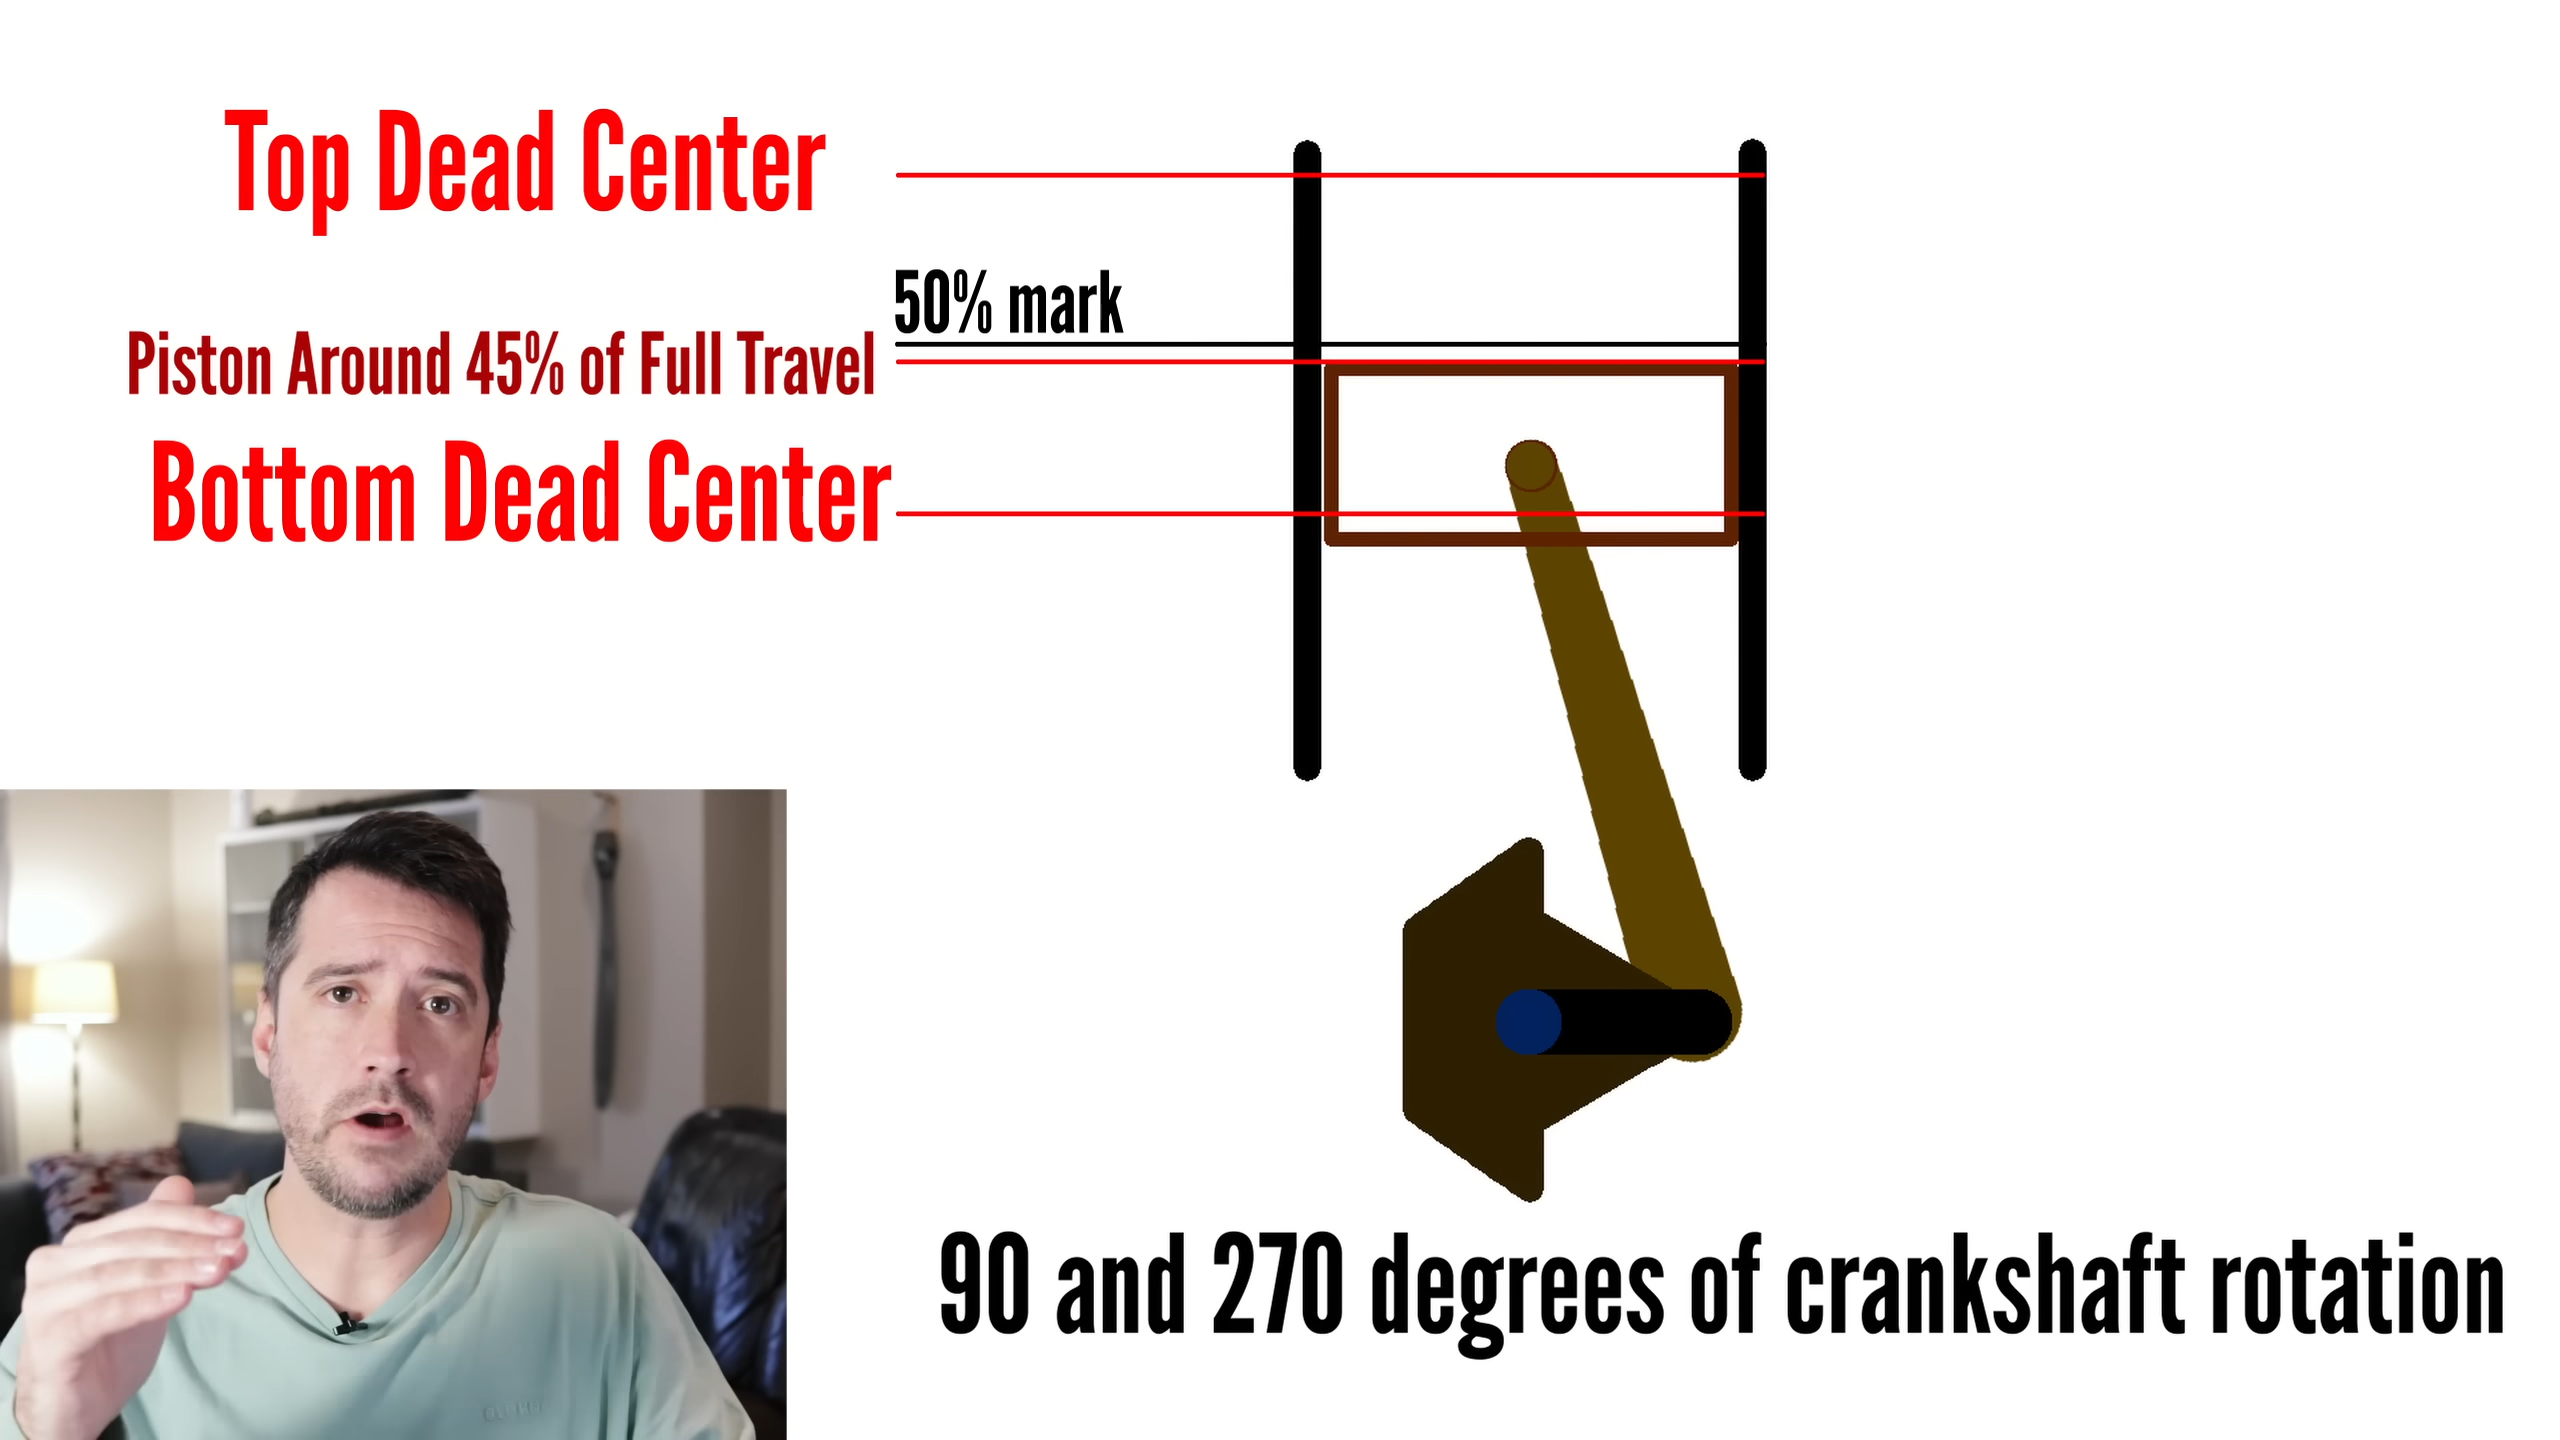 Top Dead Center
50% mark
Piston Around 45% of Full Travel
Bottom Dead Center
90 and 270 degrees of crankshaft rotation